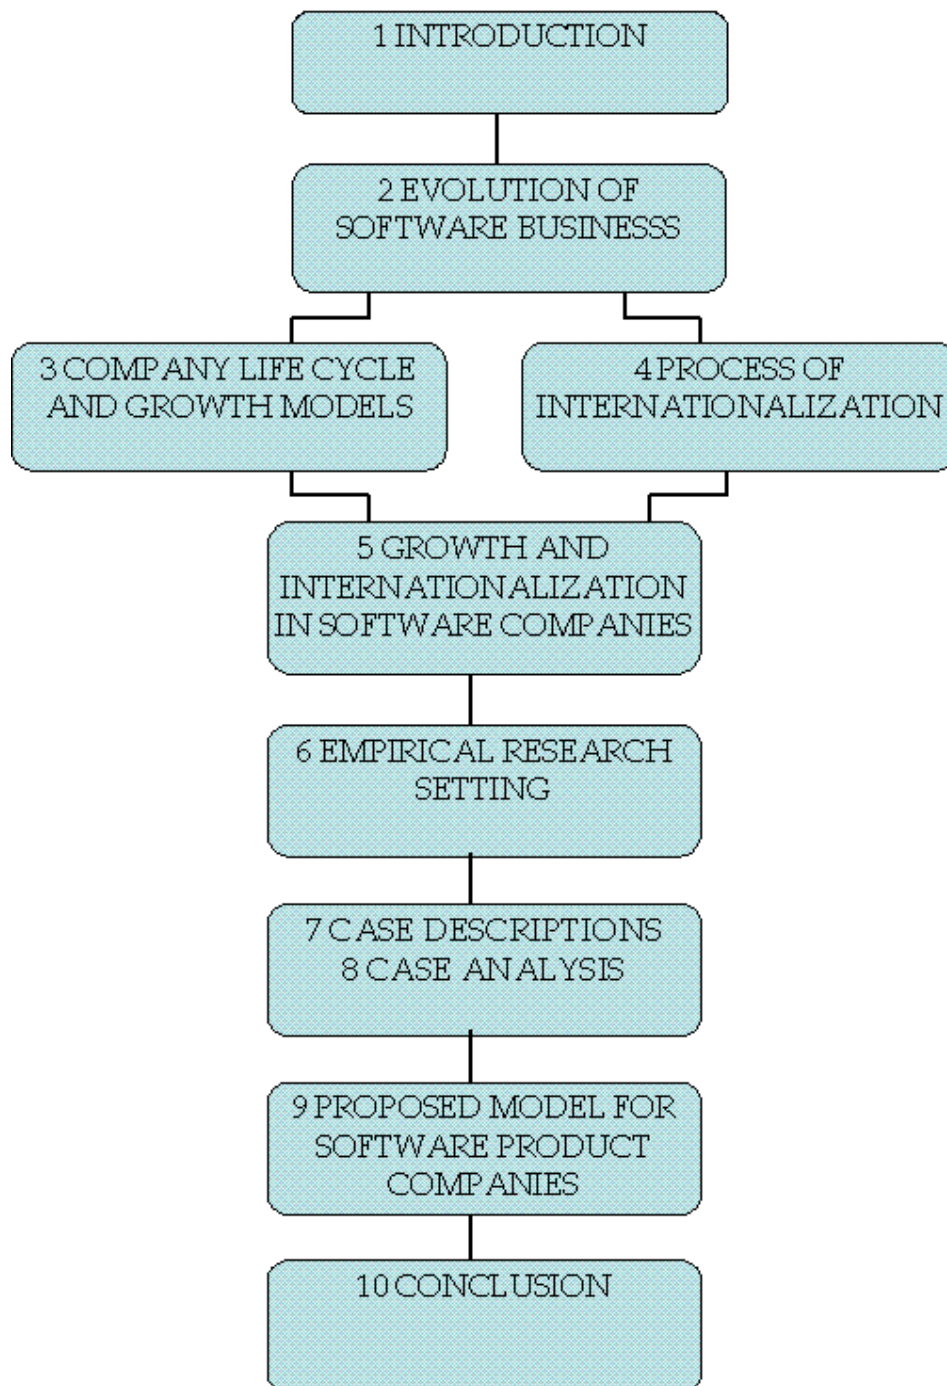 1 INTRODUCTION
2 EVOLUTION OF
SOFTWARE BUSINESSS
3 COMPANY LIFE CYCLE
AND GROWTH MODELS
4 PROCESS OF
INTERNATIONALIZATION
5 GROWTH AND
INTERNATIONALIZATION
IN SOFTWARE COMPANIES
6 EMPIRICAL RESEARCH
SETTING
7 CASE DESCRIPTIONS
8 CASE ANALYSIS
9 PROPOSED MODEL FOR
SOFTWARE PRODUCT
COMPANIES
10 CONCLUSION